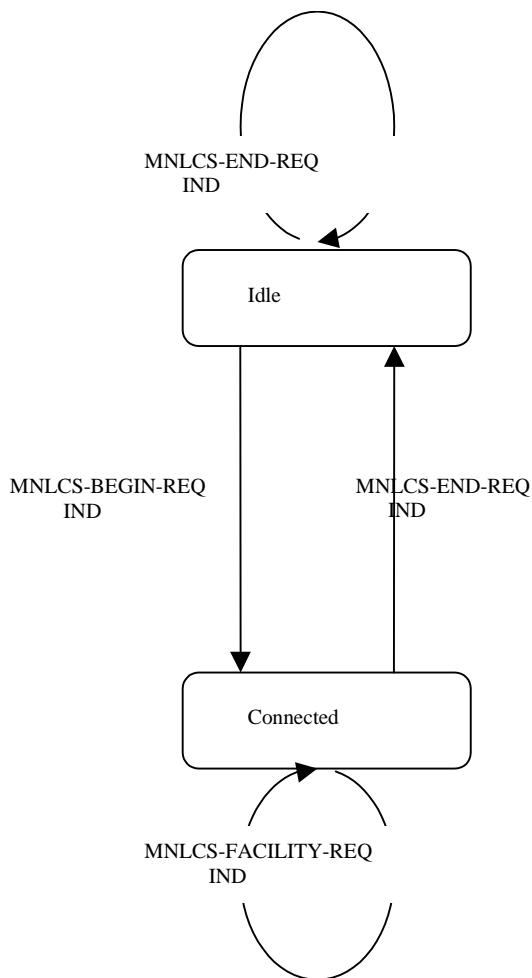 MNLCS-END-REQ
IND
Idle
MNLCS-BEGIN-REQ
IND
MNLCS-END-REQ
IND
Connected
MNLCS-FACILITY-REQ
IND